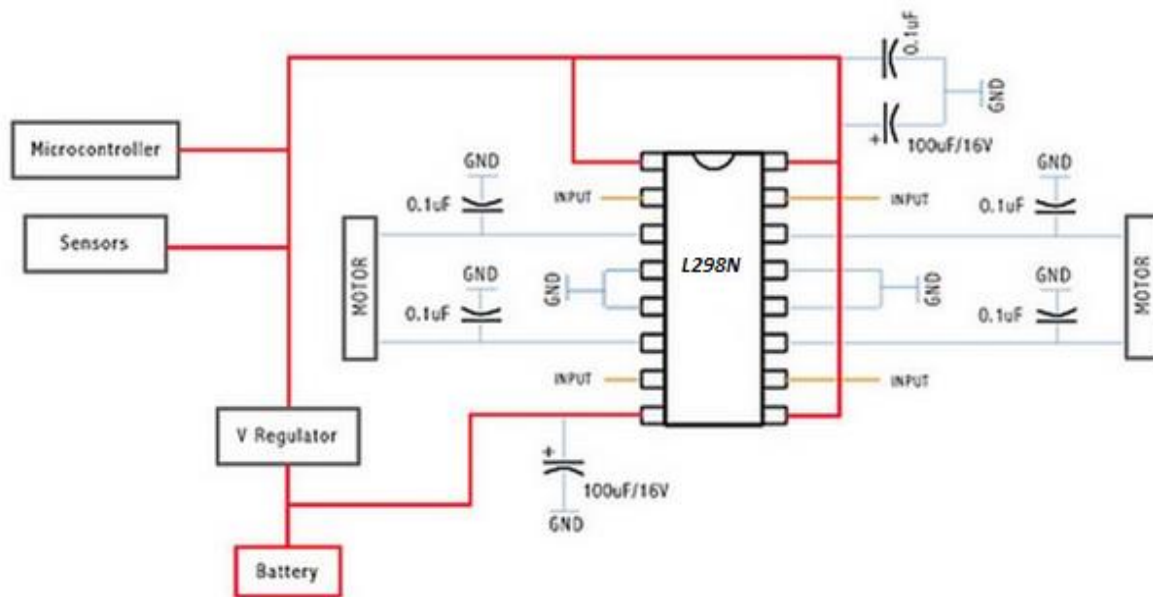 0.1uF
GND
100uF/16V
Microcontroller
Sensors
GND
0.1uF
INPUT
INPUT
GND
0.1uF
MOTOR
L298N
GND
GND
0.1uF
GND
GND
0.1uF
MOTOR
INPUT
INPUT
V Regulator
100uF/16V
GND
Battery